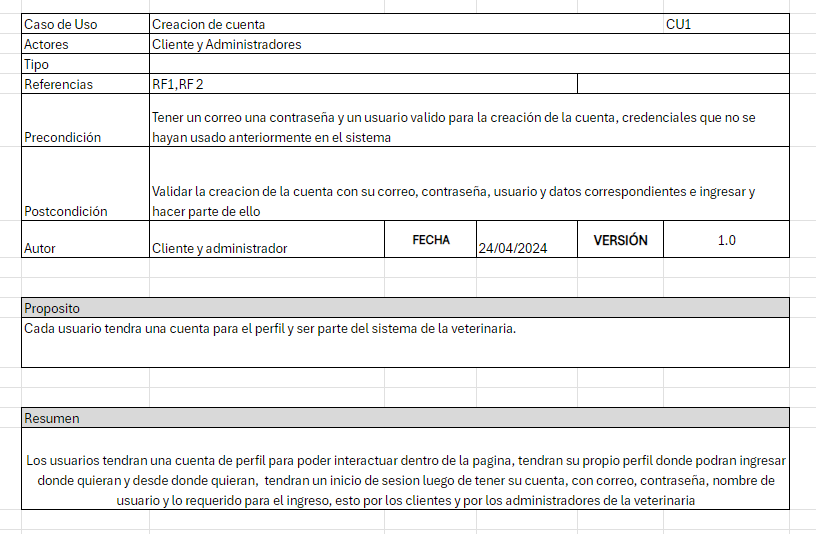 Caso de Uso Creacion de cuenta CU1
Actores Cliente y Administradores
Tipo
Referencias RF1,RF 2
Tener un correo una contraseña y un usuario valido para la creación de la cuenta, credenciales que no se
Precondición hayan usado anteriormente en el sistema
Validar la creacion de la cuenta con su correo, contraseña, usuario y datos correspondientes e ingresar y
Postcondición hacer parte de ello
Autor Cliente y administrador FECHA 24/04/2024 VERSIÓN 1.0
Proposito
Cada usuario tendra una cuenta para el perfil y ser parte del sistema de la veterinaria.
Resumen
Los usuarios tendran una cuenta de perfil para poder interactuar dentro de la pagina, tendran su propio perfil donde podran ingresar
donde quieran y desde donde quieran, tendran un inicio de sesion luego de tener su cuenta, con correo, contraseña, nombre de
usuario y lo requerido para el ingreso, esto por los clientes y por los administradores de la veterinaria